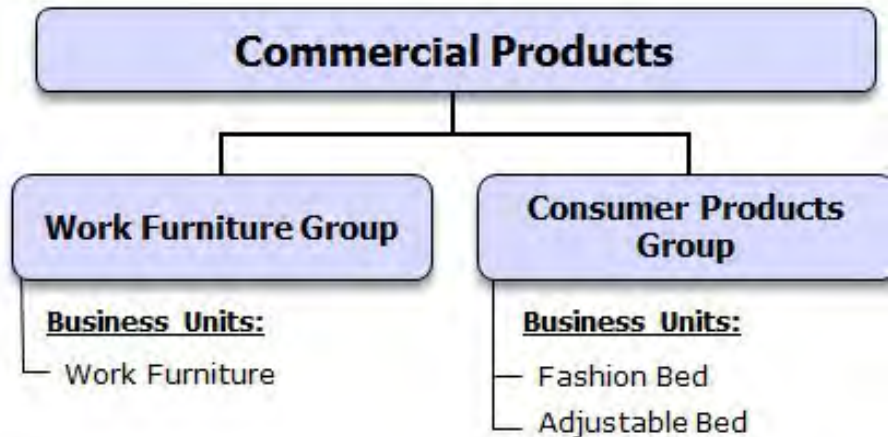 Commercial Products
Work Furniture Group
Business Units:
Work Furniture
Consumer Products
Group
Business Units:
Fashion Bed
Adjustable Bed